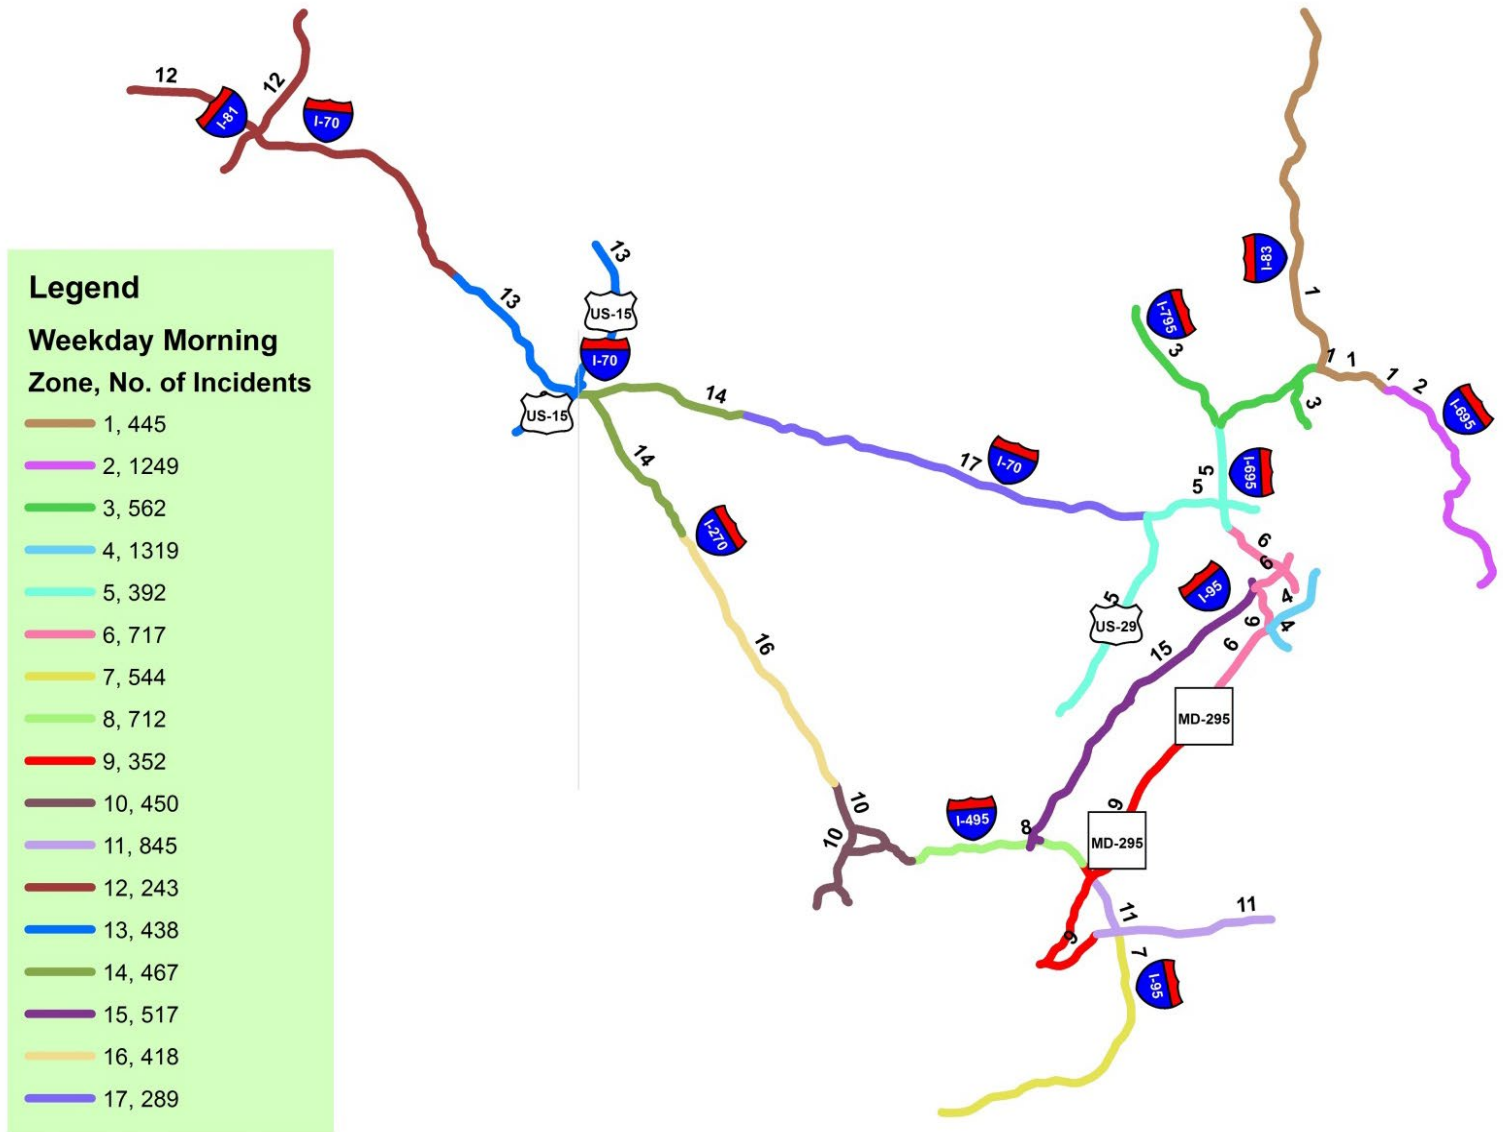 12
12
I-81
I-70
13
13
US-15
I-70
US-15
14
14
I-270
17
I-70
I-83
1
I-795
3
1
1
1
2
I-695
3
5
5
I-695
5
US-29
6
6
4
4
6
6
I-95
15
MD-295
16
10
10
I-495
8
9
MD-295
11
11
9
7
I-95
Legend
Weekday Morning
Zone, No. of Incidents
1, 445
2, 1249
3, 562
4, 1319
5, 392
6, 717
7, 544
8, 712
9, 352
10, 450
11, 845
12, 243
13, 438
14, 467
15, 517
16, 418
17, 289